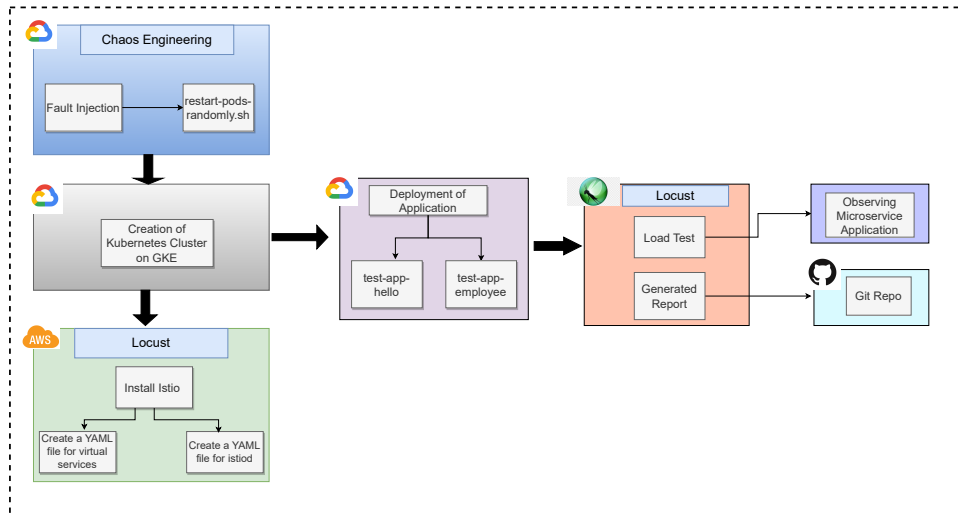 Chaos Engineering
Fault Injection
restart-pods-
randomly.sh
Creation of
Kubernetes Cluster
on GKE
Deployment of
Application
test-app-
hello
test-app-
employee
Locust
Load Test
Generated
Report
Observing
Microservice
Application
Git Repo
AWS
Locust
Install Istio
Create a YAML
file for virtual
services
Create a YAML
file for istiod